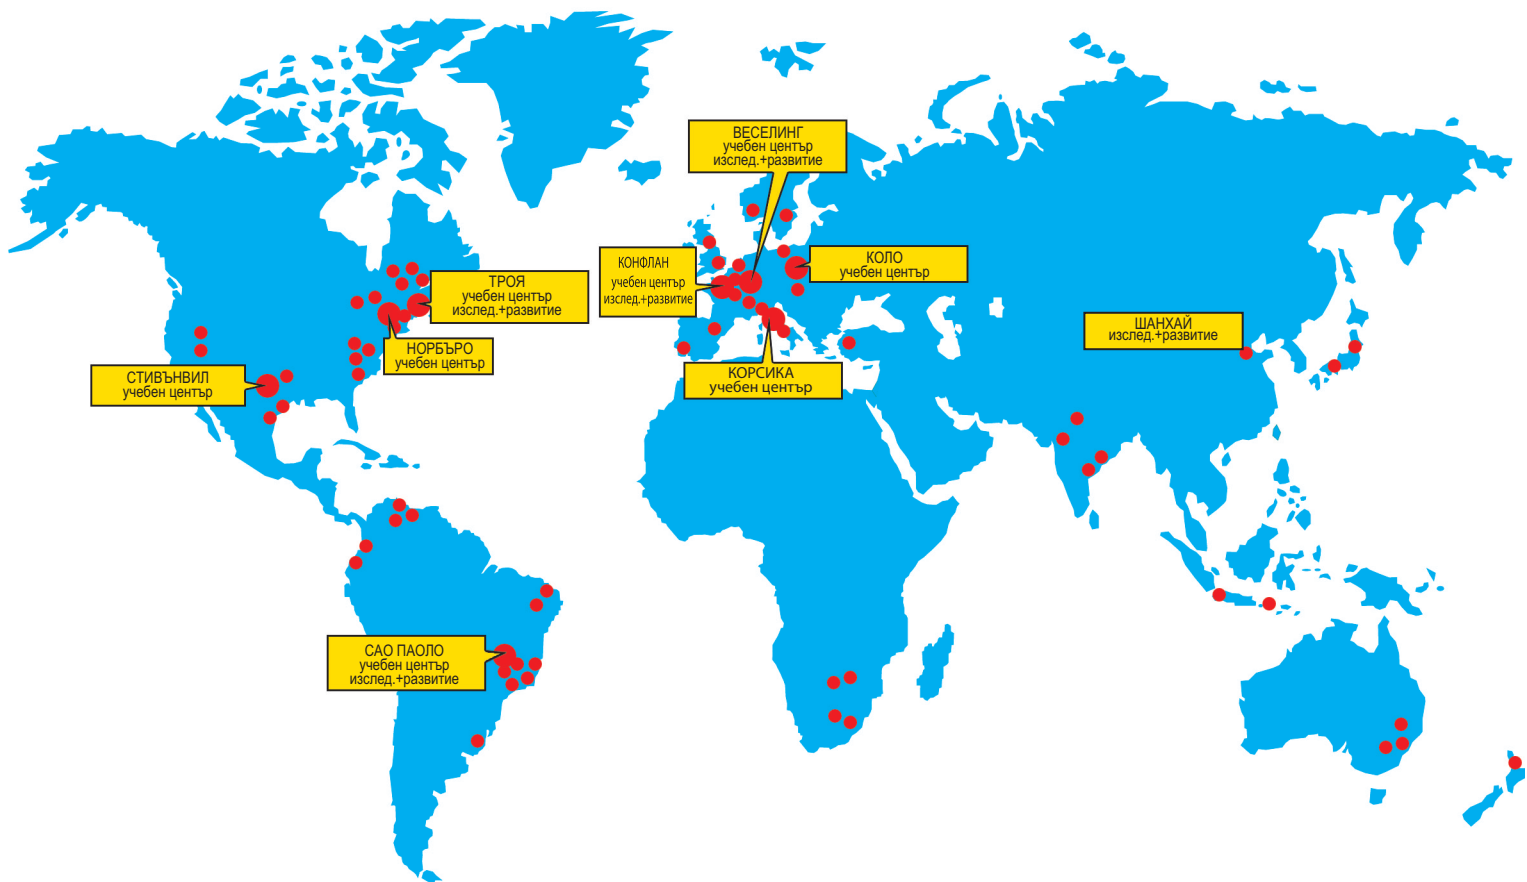 ВЕСЕЛИНГ
учебен център
изслед.+развитие
КОНФЛАН
учебен център
изслед.+развитие
КОЛО
учебен център
ТРОЯ
учебен център
изслед.+развитие
ШАНХАЙ
изслед.+развитие
НОРБЪРО
учебен център
СТИВЪНВИЛ
учебен център
КОРСИКА
учебен център
САО ПАОЛО
учебен център
изслед.+развитие